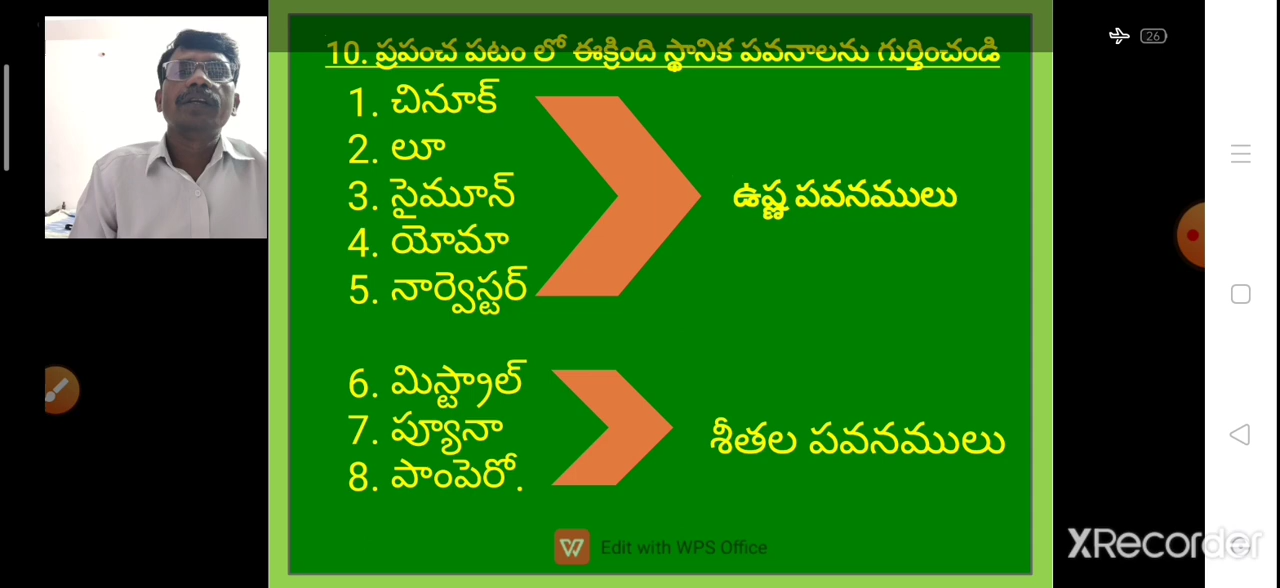 10. ప్రపంచ పటం లో ఈక్రింది స్థానిక పవనాలను గుర్తించండి
1. చినూక్
2. లూ
3. సైమూన్
4. యోమా
5. నార్వెస్టర్
ఉష్ణ పవనములు
6. మిస్ట్రాల్
7. ప్యూనా
8. పాంపెరో.
శీతల పవనములు
Edit with WPS Office
26
XRecorder